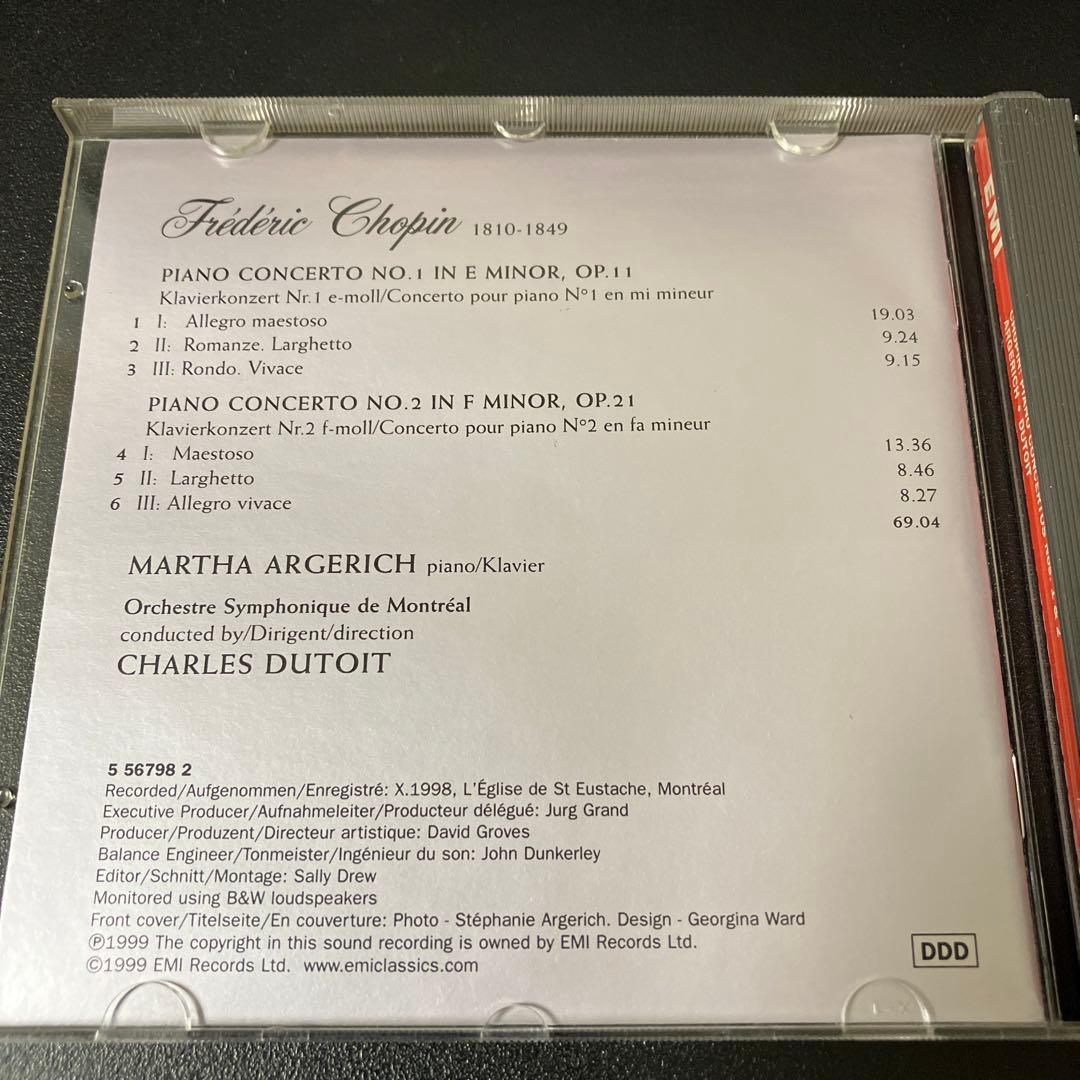 Frédéric Chopin 1810-1849
PIANO CONCERTO NO.1 IN E MINOR, OP.11
Klavierkonzert Nr.1 e-moll/Concerto pour piano Nº1 en mi mineur
1 I: Allegro maestoso 19.03
2 II: Romanze. Larghetto 9.24
3 III: Rondo. Vivace 9.15
PIANO CONCERTO NO.2 IN F MINOR, OP.21
Klavierkonzert Nr.2 f-moll/Concerto pour piano Nº2 en fa mineur
4 I: Maestoso 13.36
5 II: Larghetto 8.46
6 III: Allegro vivace 8.27
69.04
MARTHA ARGERICH piano/Klavier
Orchestre Symphonique de Montréal
conducted by/Dirigent/direction
CHARLES DUTOIT
5 56798 2
Recorded/Aufgenommen/Enregistré: X.1998, L'Église de St Eustache, Montréal
Executive Producer/Aufnahmeleiter/Producteur délégué: Jurg Grand
Producer/Produzent/Directeur artistique: David Groves
Balance Engineer/Tonmeister/Ingénieur du son: John Dunkerley
Editor/Schnitt/Montage: Sally Drew
Monitored using B&W loudspeakers
Front cover/Titelseite/En couverture: Photo - Stéphanie Argerich. Design - Georgina Ward
℗1999 The copyright in this sound recording is owned by EMI Records Ltd.
©1999 EMI Records Ltd. www.emiclassics.com
DDD
EMI
CHOPIN: PIANO CONCERTOS Nos. 1 & 2
ARGERICH • DUTOIT